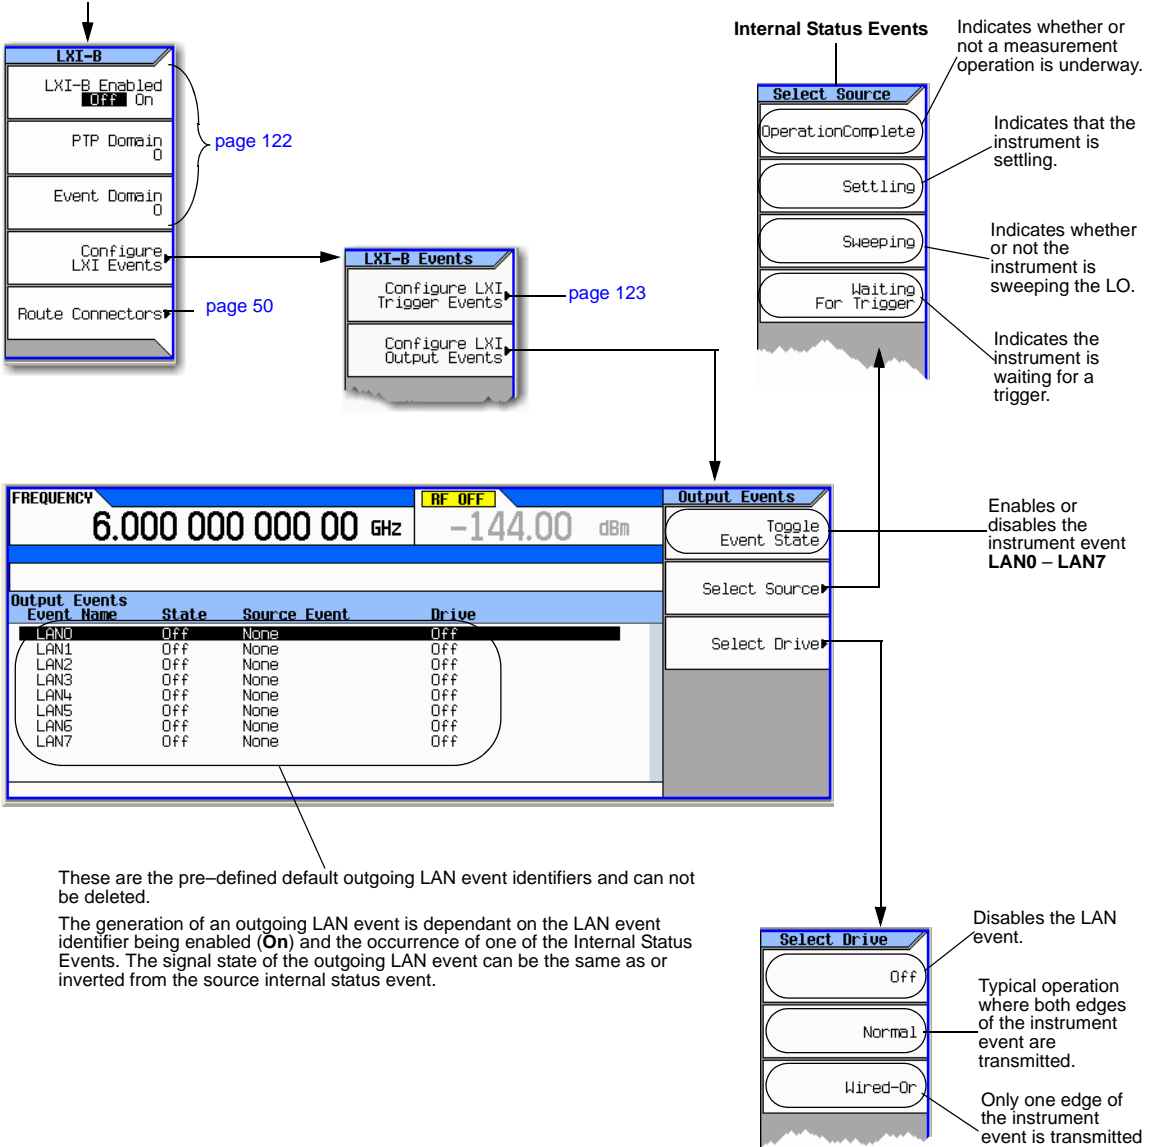 LXI-B
LXI-B Enabled
Off On
PTP Domain
0
Event Domain
0
Configure
LXI Events
Route Connectors
page 122
page 50
LXI-B Events
Configure LXI
Trigger Events
Configure LXI
Output Events
page 123
Internal Status Events
Select Source
OperationComplete
Settling
Sweeping
Waiting
For Trigger
Indicates whether or
not a measurement
operation is underway.
Indicates that the
instrument is
settling.
Indicates whether
or not the
instrument is
sweeping the LO.
Indicates the
instrument is
waiting for a
trigger.
FREQUENCY
6.000 000 000 00 GHz
RF OFF
-144.00 dBm
Output Events
Toggle
Event State
Select Source
Select Drive
Enables or
disables the
instrument event
LAN0 – LAN7
Output Events
Event Name State Source Event Drive
LAN0 Off None Off
LAN1 Off None Off
LAN2 Off None Off
LAN3 Off None Off
LAN4 Off None Off
LAN5 Off None Off
LAN6 Off None Off
LAN7 Off None Off
These are the pre–defined default outgoing LAN event identifiers and can not
be deleted.
The generation of an outgoing LAN event is dependant on the LAN event
identifier being enabled (On) and the occurrence of one of the Internal Status
Events. The signal state of the outgoing LAN event can be the same as or
inverted from the source internal status event.
Select Drive
Off
Normal
Wired-Or
Disables the LAN
event.
Typical operation
where both edges
of the instrument
event are
transmitted.
Only one edge of
the instrument
event is transmitted